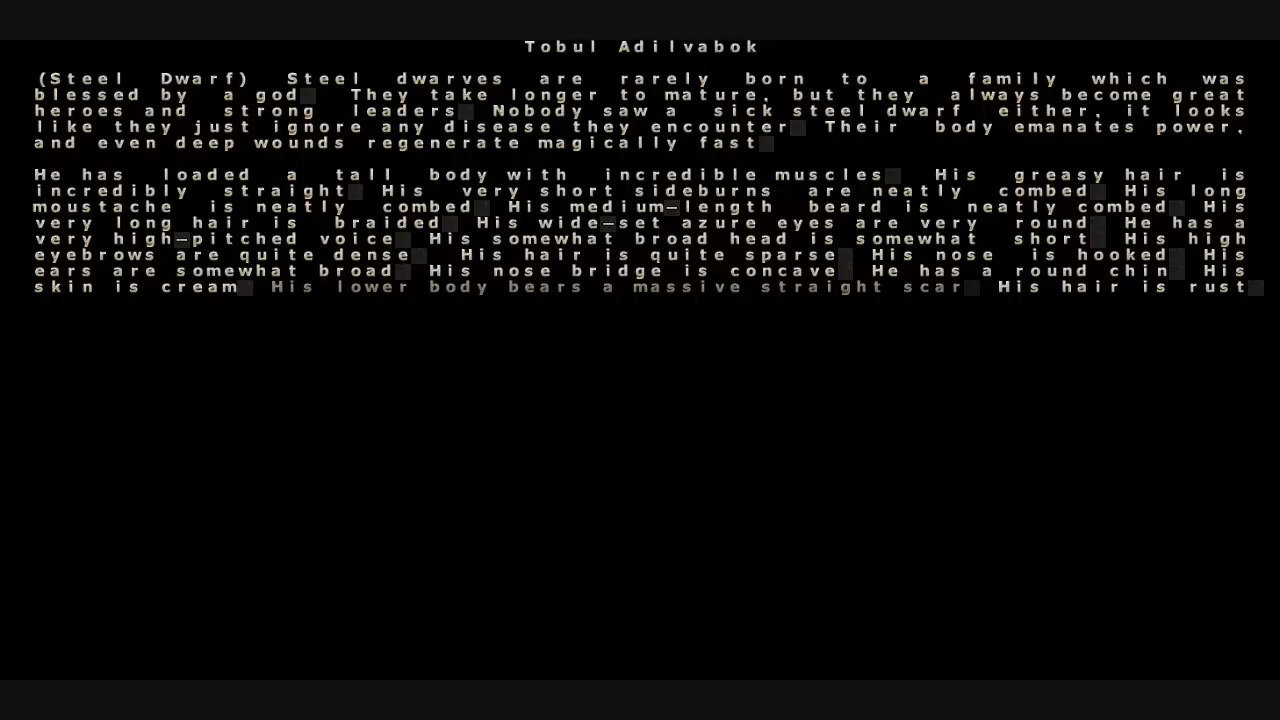 Tobul Adilvabok
(Steel Dwarf) Steel dwarves are rarely born to a family which was
blessed by a god. They take longer to mature, but they always become great
heroes and strong leaders. Nobody saw a sick steel dwarf either, it looks
like they just ignore any disease they encounter. Their body emanates power,
and even deep wounds regenerate magically fast.
He has loaded a tall body with incredible muscles. His greasy hair is
incredibly straight. His very short sideburns are neatly combed. His long
moustache is neatly combed. His medium-length beard is neatly combed. His
very long hair is braided. His wide-set azure eyes are very round. He has a
very high-pitched voice. His somewhat broad head is somewhat short. His high
eyebrows are quite dense. His hair is quite sparse. His nose is hooked. His
ears are somewhat broad. His nose bridge is concave. He has a round chin. His
skin is cream. His lower body bears a massive straight scar. His hair is rust.